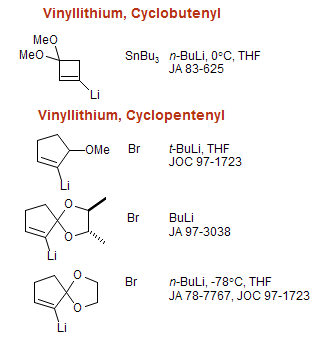 Vinyllithium, Cyclobutenyl
MeO
MeO
Li
SnBu3 n-BuLi, 0°C, THF
JA 83-625
Vinyllithium, Cyclopentenyl
OMe
Li
Br t-BuLi, THF
JOC 97-1723
O
O
Li
Br BuLi
JA 97-3038
O
O
Li
Br n-BuLi, -78°C, THF
JA 78-7767, JOC 97-1723